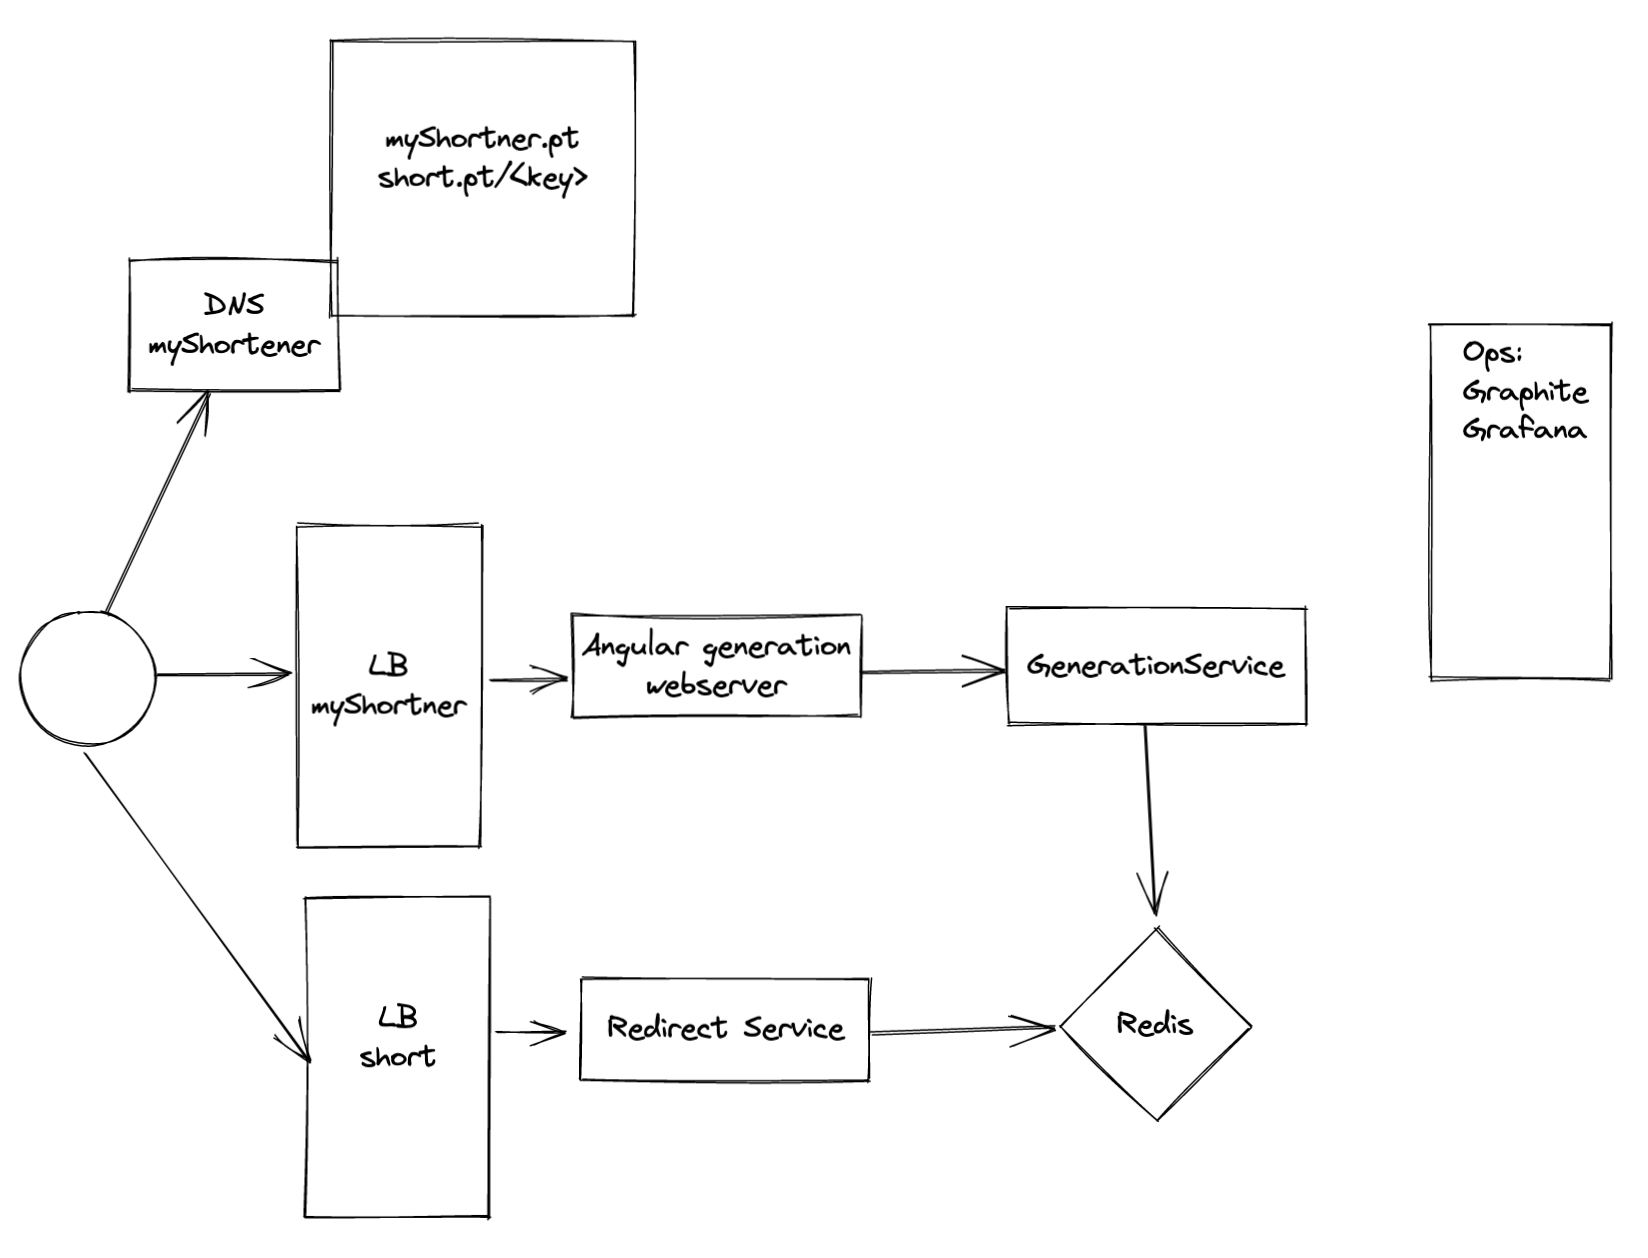 myShortner.pt
short.pt/<key>
DNS
myShortener
Ops:
Graphite
Grafana
LB
myShortner
Angular generation
webserver
GenerationService
LB
short
Redirect Service
Redis